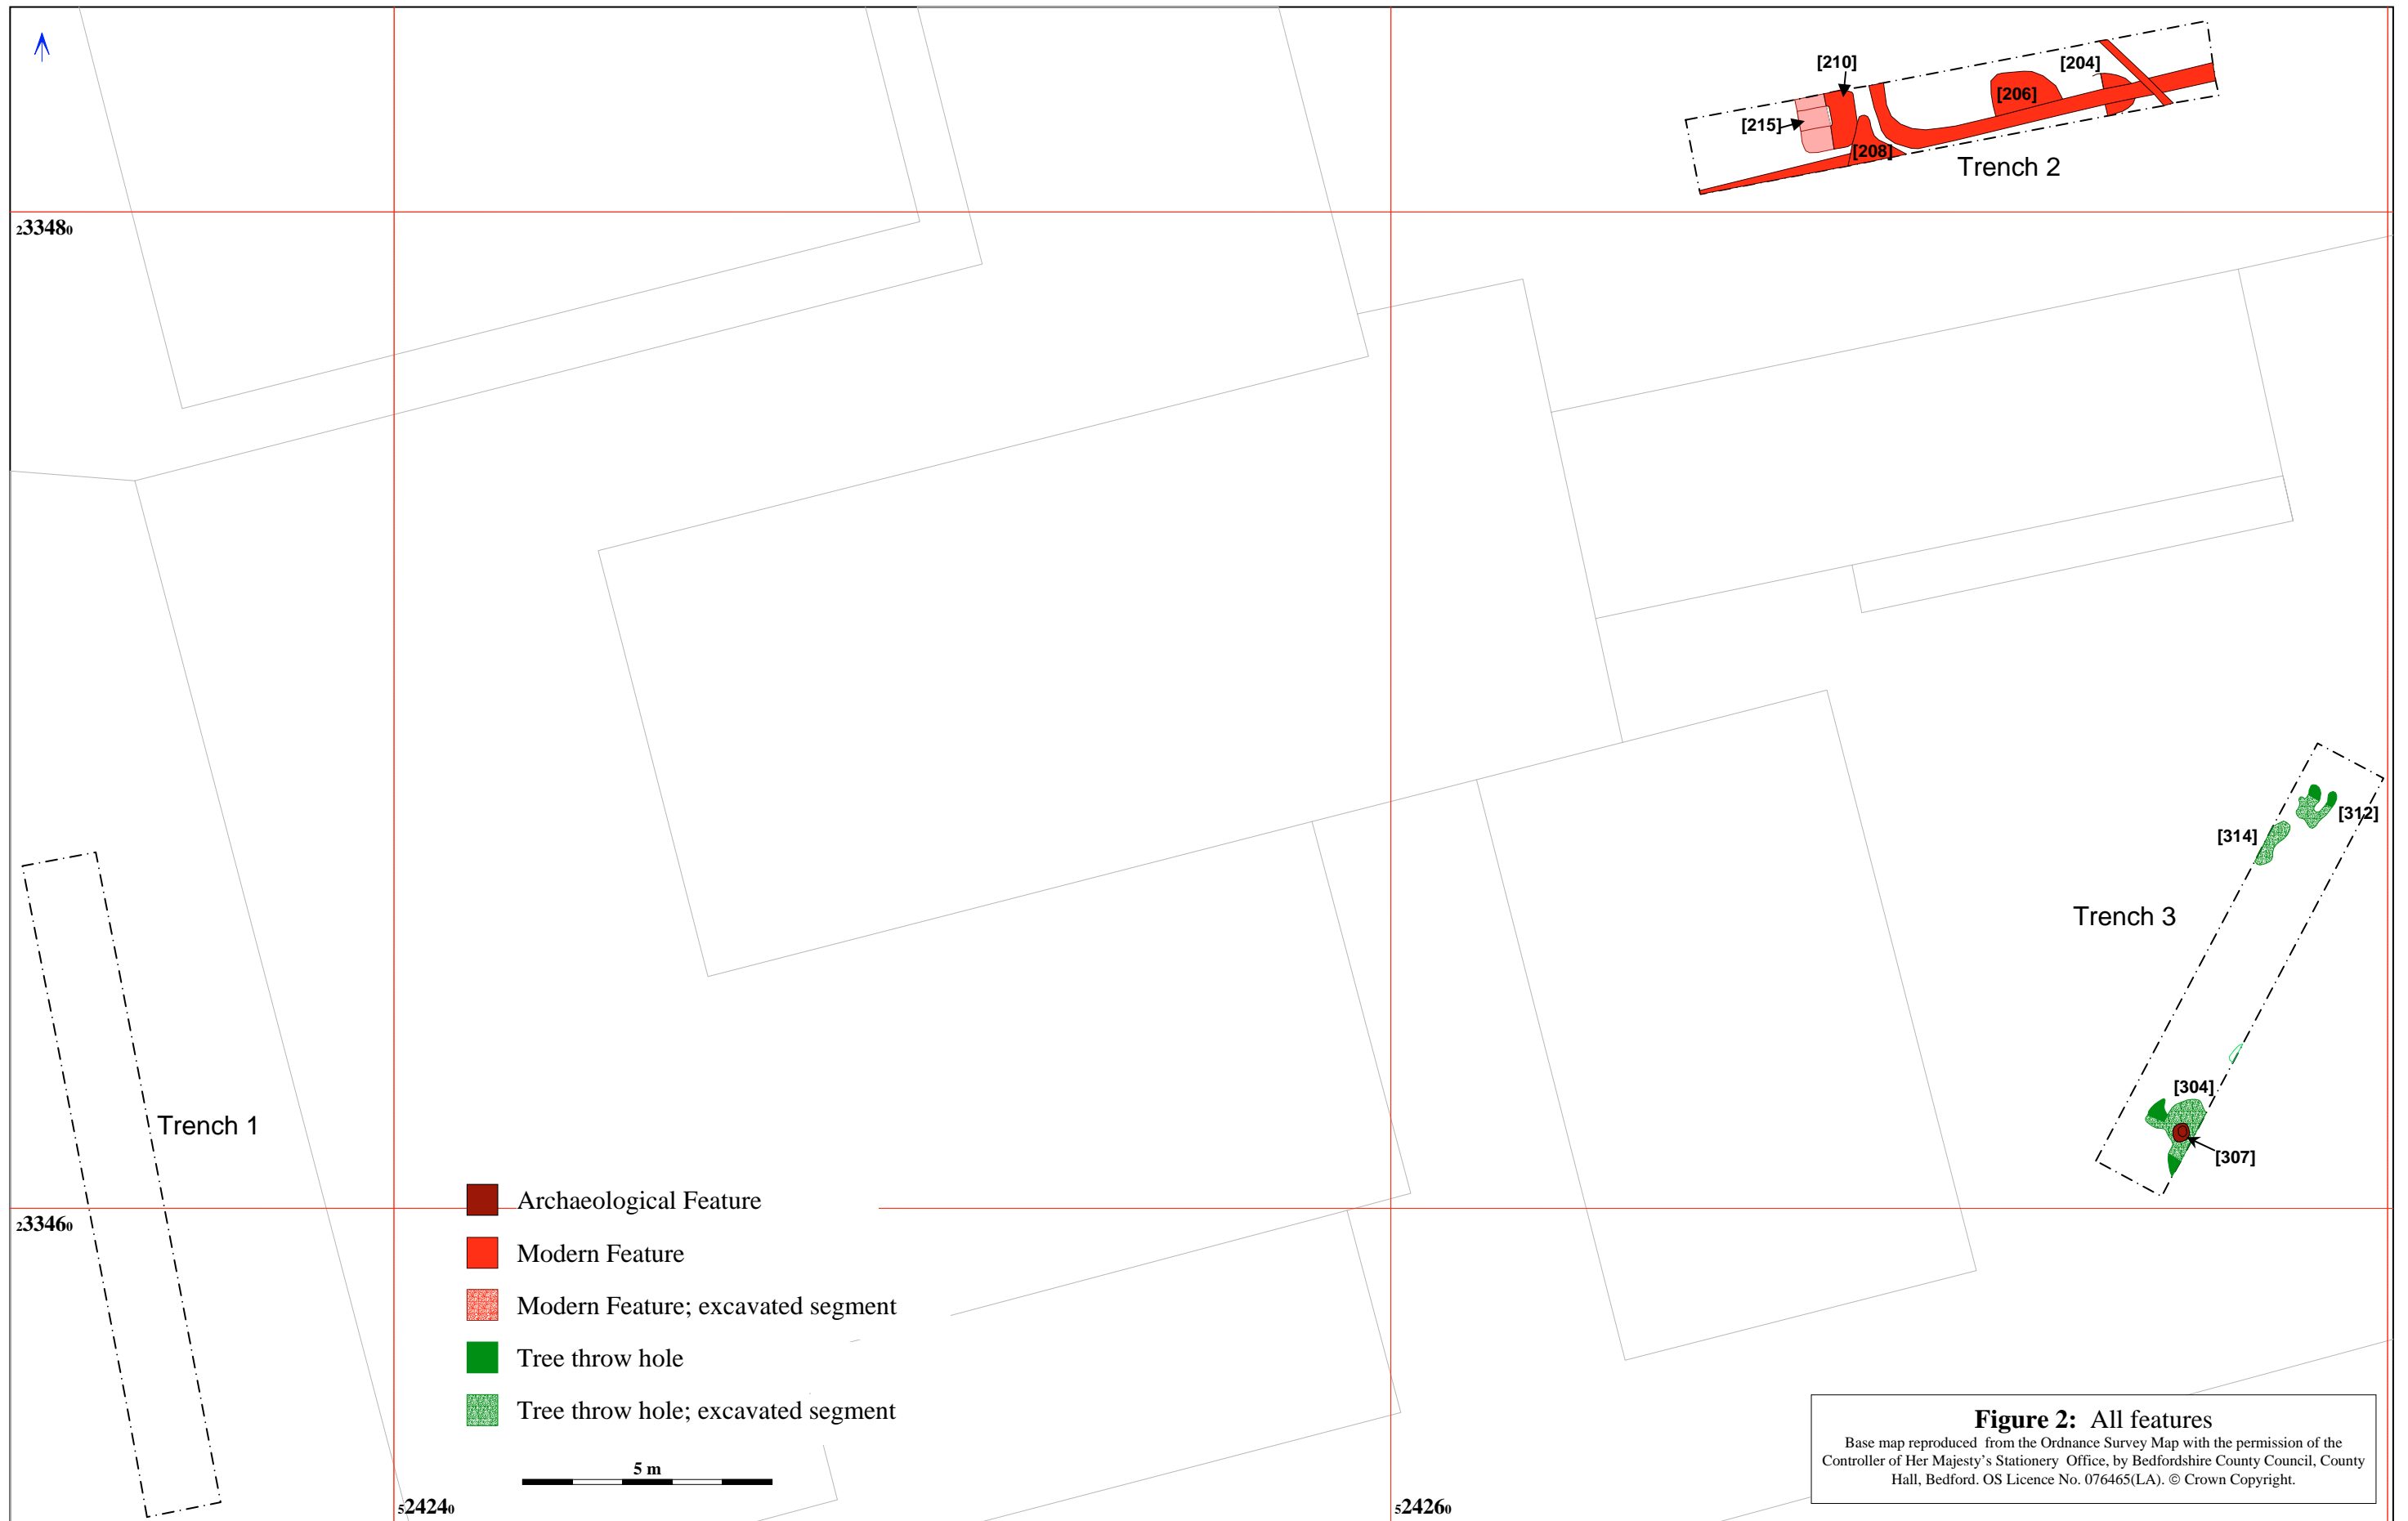 [210]
[204]
[206]
[215]
[208]
Trench 2
233480
[312]
[314]
Trench 3
[304]
Trench 1
[307]
Archaeological Feature
233460
Modern Feature
Modern Feature; excavated segment
Tree throw hole
Tree throw hole; excavated segment
5 m
524240
524260
Figure 2: All features
Base map reproduced from the Ordnance Survey Map with the permission of the
Controller of Her Majesty's Stationery Office, by Bedfordshire County Council, County
Hall, Bedford. OS Licence No. 076465(LA). © Crown Copyright.